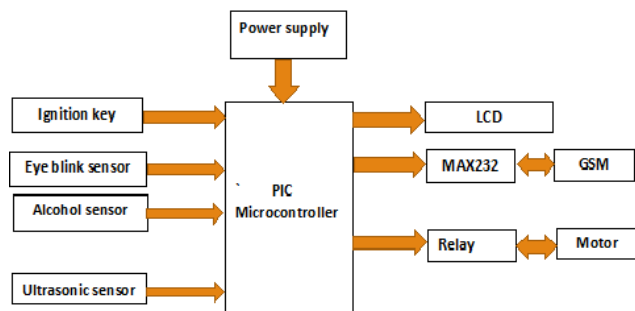 Power supply
Ignition key
LCD
Eye blink sensor
MAX232
GSM
`
PIC
Microcontroller
Alcohol sensor
Relay
Motor
Ultrasonic sensor